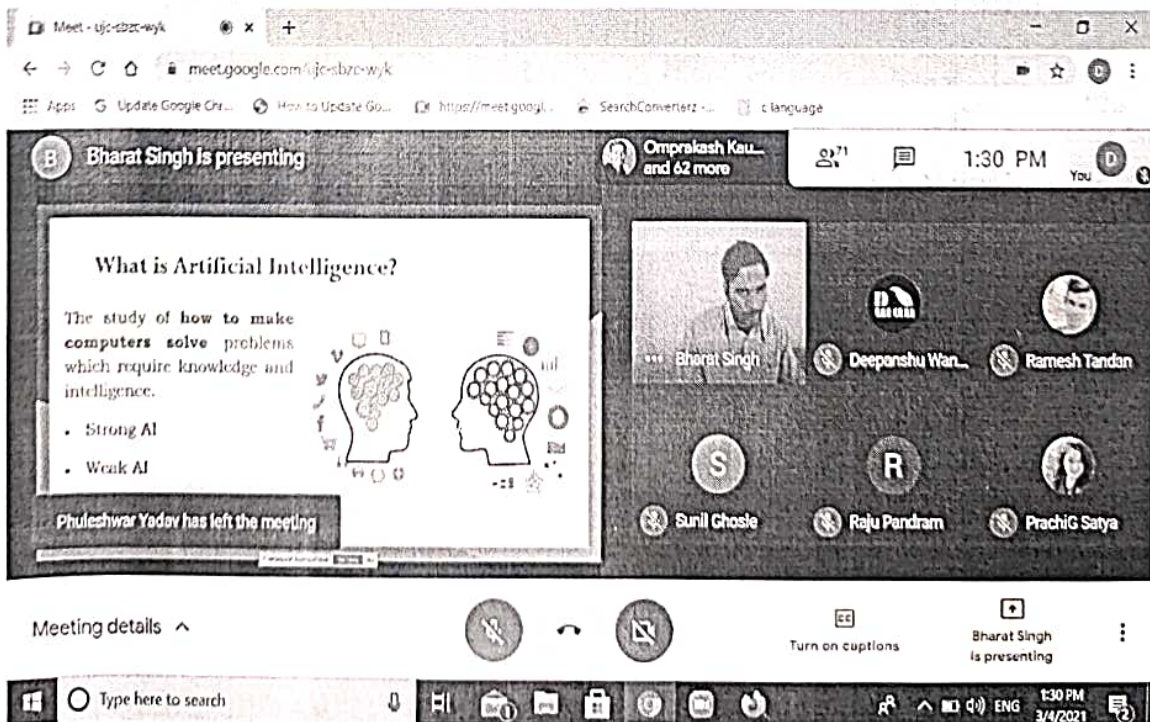 Meet - ujc-sbzc-wyk
meet.google.com/ujc-sbzc-wyk
Apps
Update Google Chr...
How to Update Go...
https://meet.googl...
SearchConverterz -...
c language
B
Bharat Singh is presenting
Omprakash Kau...
and 62 more
71
1:30 PM
You
D
What is Artificial Intelligence?
The study of how to make
computers solve problems
which require knowledge and
intelligence.
• Strong AI
• Weak AI
Phuleshwar Yadav has left the meeting
Bharat Singh
Deepanshu Wan...
Ramesh Tandan
S
Sunil Ghosle
R
Raju Pandram
PrachiG Satya
Meeting details
Turn on captions
Bharat Singh
is presenting
Type here to search
ENG
1:30 PM
3/4/2021